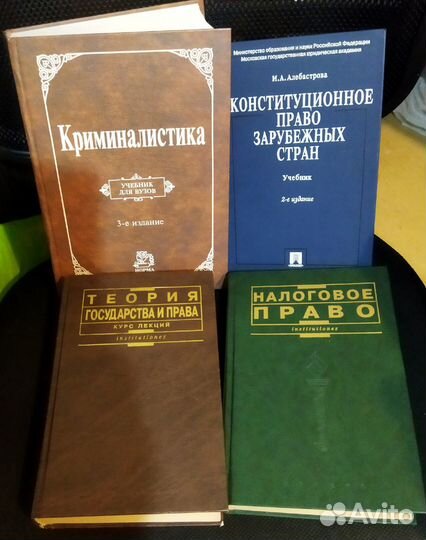 Криминалистика
УЧЕБНИК
ДЛЯ ВУЗОВ
3-е издание
НОРМА
Министерство образования и науки Российской Федерации
Московская государственная юридическая академия
И.А.Алебастрова
КОНСТИТУЦИОННОЕ
ПРАВО
ЗАРУБЕЖНЫХ
СТРАН
Учебник
2-е издание
ТЕОРИЯ
ГОСУДАРСТВА И ПРАВА
КУРС ЛЕКЦИЙ
institutiones
НАЛОГОВОЕ
ПРАВО
institutiones
Avito